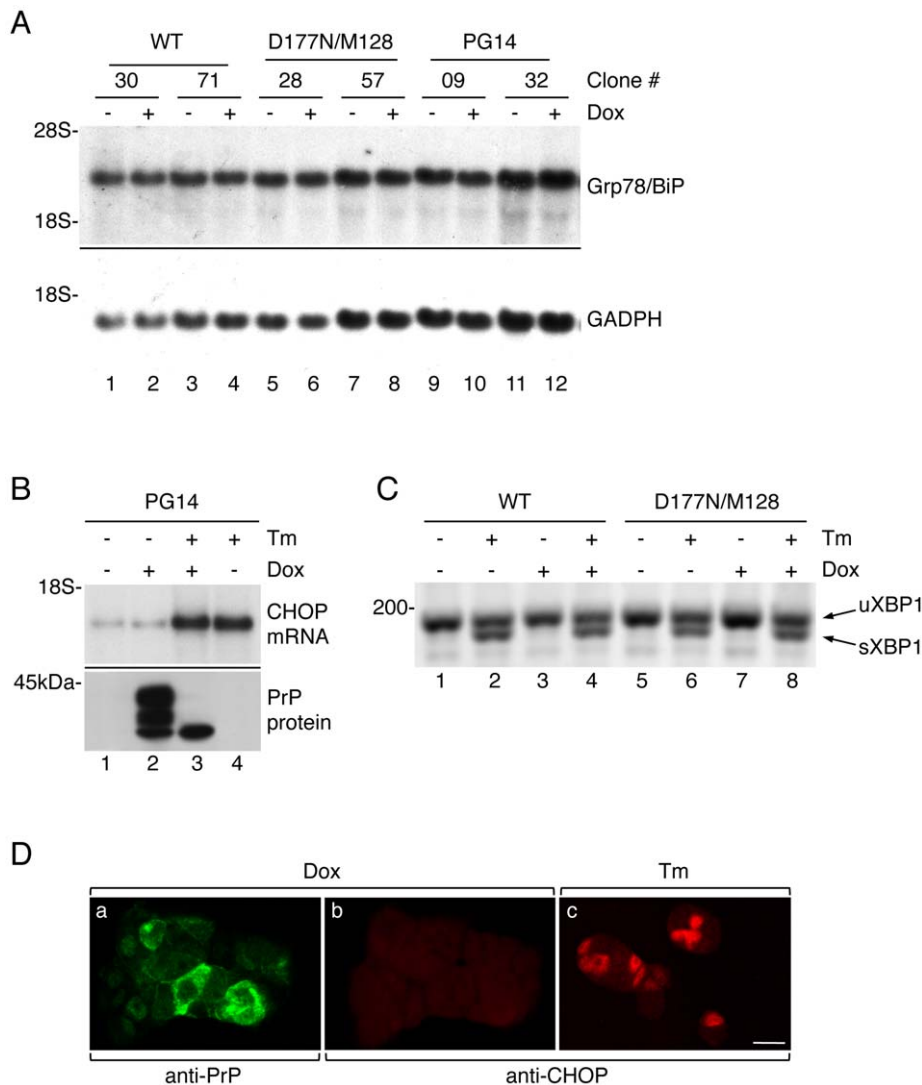 A
WT D177N/M128 PG14
30 71 28 57 09 32 Clone #
- + - + - + - + - + - + Dox
28S-
Grp78/BiP
18S-
18S-
GADPH
1 2 3 4 5 6 7 8 9 10 11 12
B
PG14
- - + + Tm
- + + - Dox
18S-
CHOP
mRNA
45kDa-
PrP
protein
1 2 3 4
C
WT D177N/M128
- + - + - + - + Tm
- - + + - - + + Dox
200-
uXBP1
sXBP1
1 2 3 4 5 6 7 8
D
Dox Tm
a b c
anti-PrP anti-CHOP